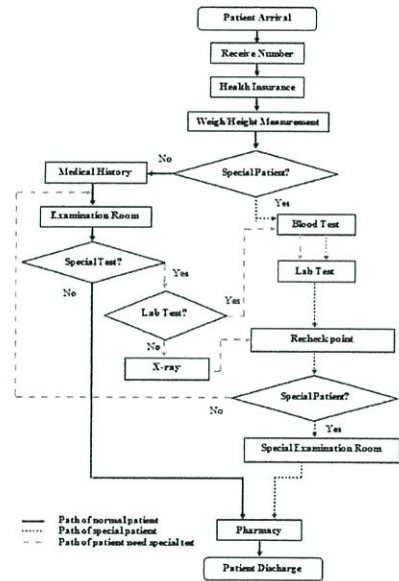 Patient Arrival
Receive Number
Health Insurance
Weigh/Height Measurement
No
Medical History
Special Patient?
Yes
Examination Room
Blood Test
Special Test?
Lab Test
Yes
No
Lab Test?
Yes
No
Recheck point
X-ray
Special Patient?
No
Yes
Special Examination Room
Path of normal patient
Path of special patient
Path of patient need special test
Pharmacy
Patient Discharge